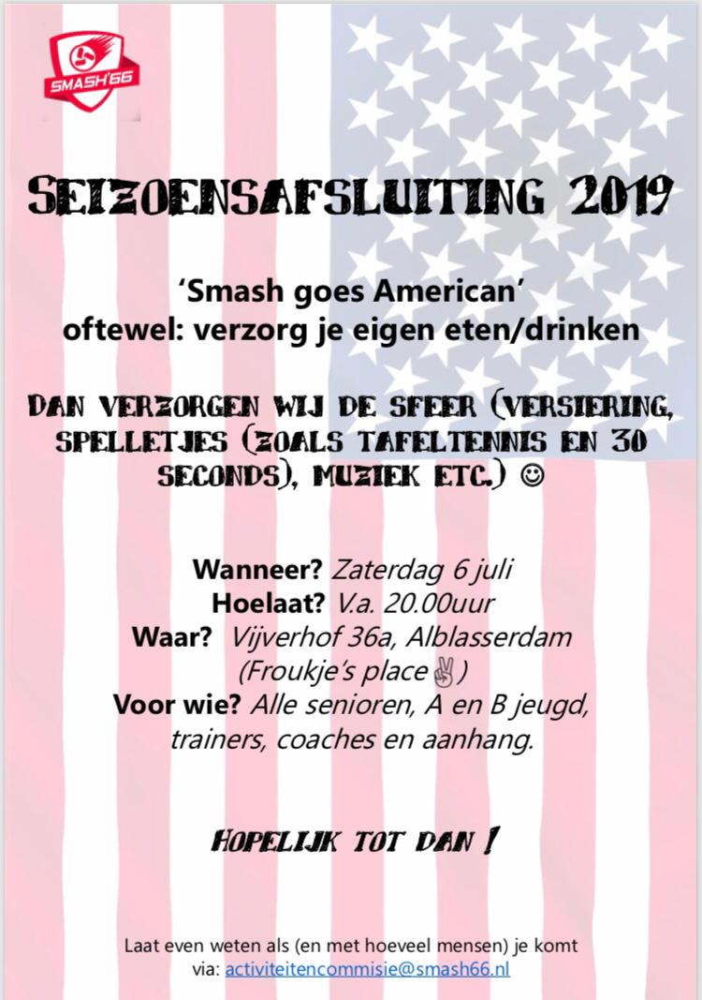 SMASH'66
SEIZOENSAFSLUITING 2019
‘Smash goes American’
oftewel: verzorg je eigen eten/drinken
DAN VERZORGEN WIJ DE SFEER (VERSIERING,
SPELLETJES (ZOALS TAFELTENNIS EN 30
SECONDS), MUZIEK ETC.) ☺
Wanneer? Zaterdag 6 juli
Hoelaat? V.a. 20.00uur
Waar? Vijverhof 36a, Alblasserdam
(Froukje’s place ✌)
Voor wie? Alle senioren, A en B jeugd,
trainers, coaches en aanhang.
HOPELIJK TOT DAN !
Laat even weten als (en met hoeveel mensen) je komt
via: activiteitencommisie@smash66.nl